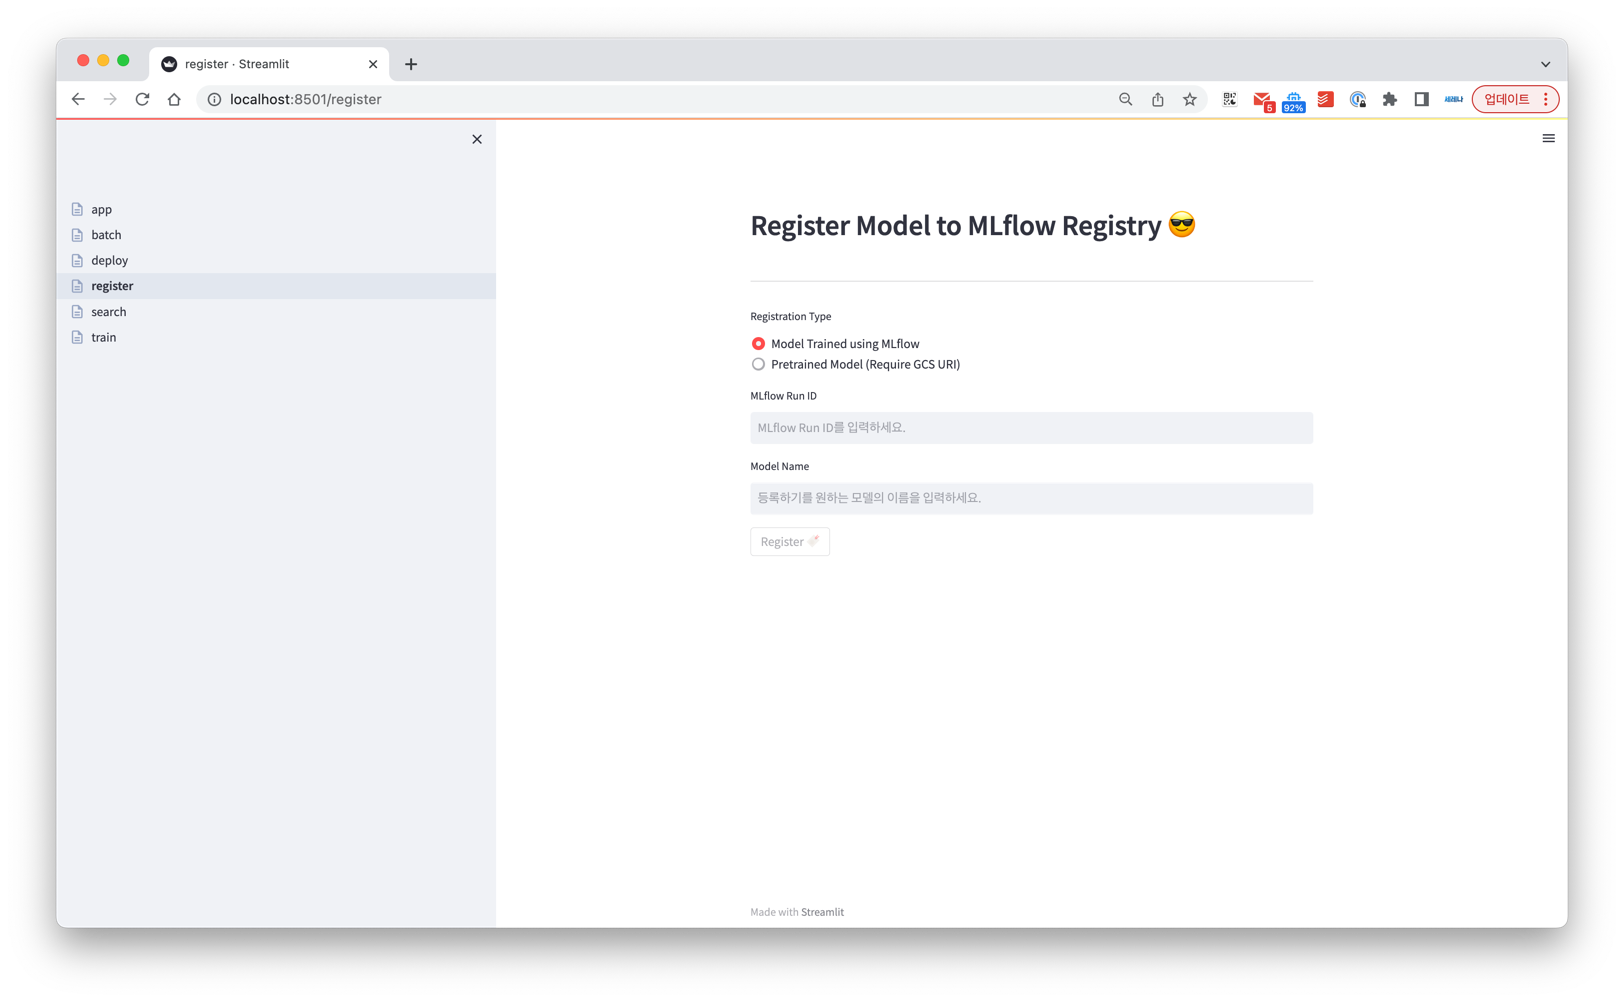 register · Streamlit
localhost:8501/register
5
92%
업데이트
app
batch
deploy
register
search
train
Register Model to MLflow Registry 😎
Registration Type
Model Trained using MLflow
Pretrained Model (Require GCS URI)
MLflow Run ID
MLflow Run ID를 입력하세요.
Model Name
등록하기를 원하는 모델의 이름을 입력하세요.
Register 🚀
Made with Streamlit